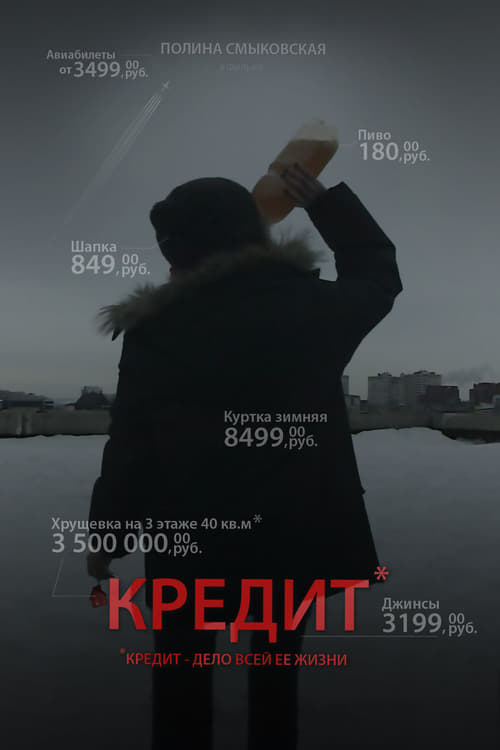 ПОЛИНА СМЫКОВСКАЯ
в фильме
Авиабилеты
от 3499,00 руб.
Пиво
180,00 руб.
Шапка
849,00 руб.
Куртка зимняя
8499,00 руб.
Хрущевка на 3 этаже 40 кв.м*
3 500 000,00 руб.
КРЕДИТ*
Джинсы
3199,00 руб.
*КРЕДИТ - ДЕЛО ВСЕЙ ЕЕ ЖИЗНИ